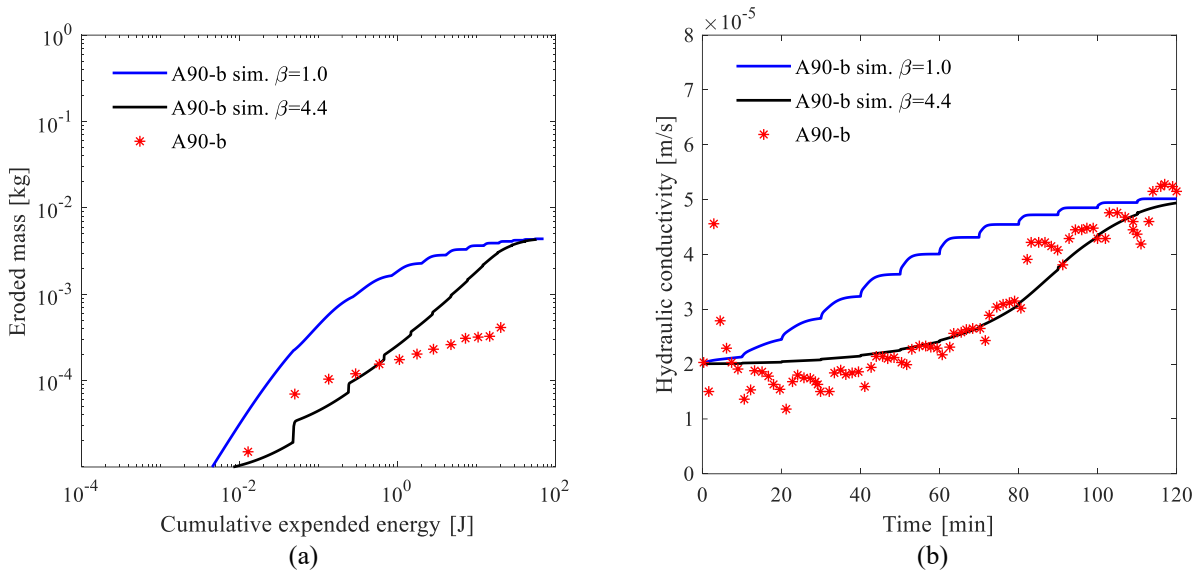 10^0
A90-b sim. β=1.0
A90-b sim. β=4.4
A90-b
10^-1
10^-2
10^-3
10^-4
Eroded mass [kg]
10^-4
10^-2
10^0
10^2
Cumulative expended energy [J]
(a)
×10^-5
8
A90-b sim. β=1.0
A90-b sim. β=4.4
A90-b
7
6
5
4
3
2
1
0
Hydraulic conductivity [m/s]
0
20
40
60
80
100
120
Time [min]
(b)